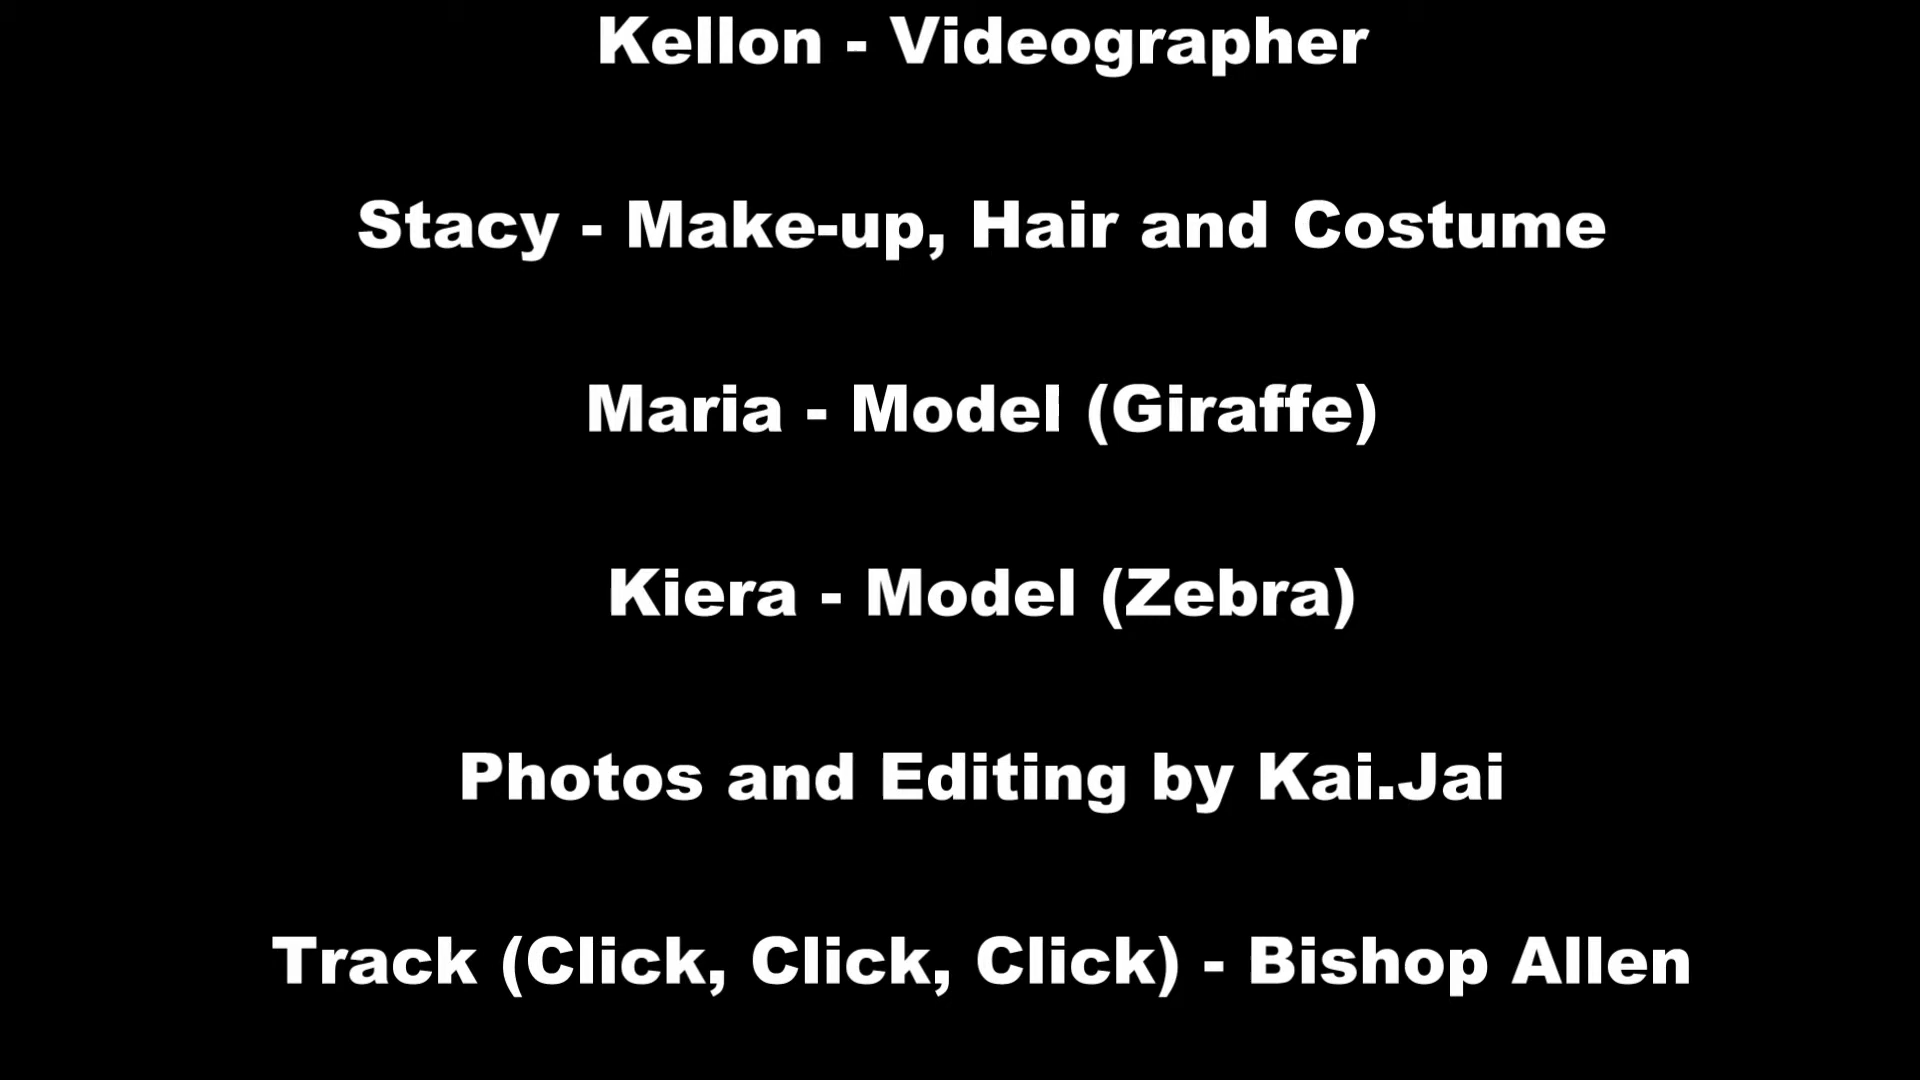 Kellon - Videographer
Stacy - Make-up, Hair and Costume
Maria - Model (Giraffe)
Kiera - Model (Zebra)
Photos and Editing by Kai.Jai
Track (Click, Click, Click) - Bishop Allen